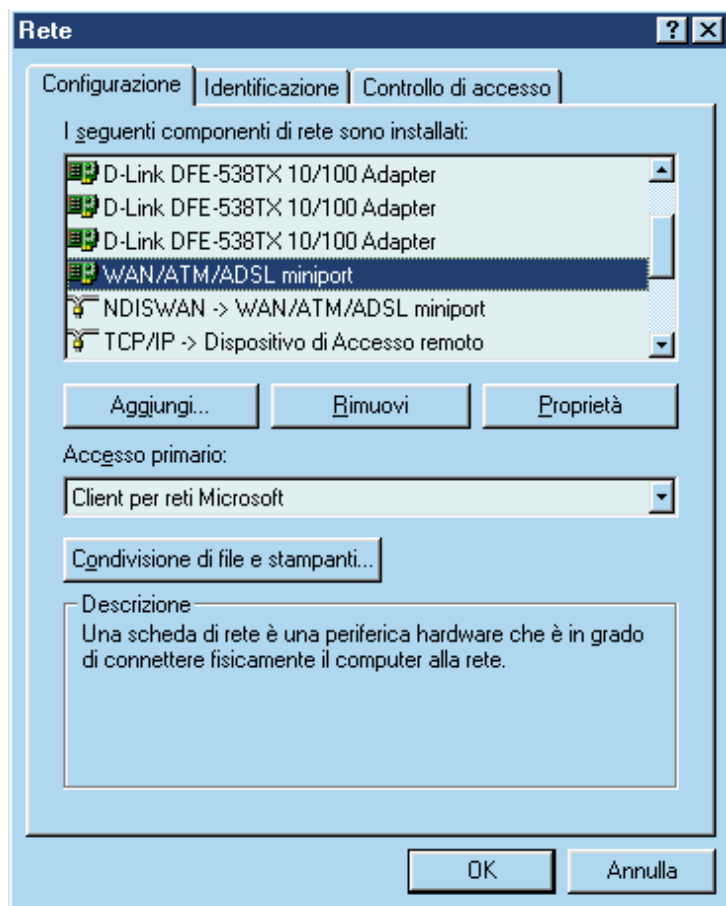 Rete
Configurazione Identificazione Controllo di accesso
I seguenti componenti di rete sono installati:
D-Link DFE-538TX 10/100 Adapter
D-Link DFE-538TX 10/100 Adapter
D-Link DFE-538TX 10/100 Adapter
WAN/ATM/ADSL miniport
NDISWAN -> WAN/ATM/ADSL miniport
TCP/IP -> Dispositivo di Accesso remoto
Aggiungi... Rimuovi Proprietà
Accesso primario:
Client per reti Microsoft
Condivisione di file e stampanti...
Descrizione
Una scheda di rete è una periferica hardware che è in grado
di connettere fisicamente il computer alla rete.
OK Annulla